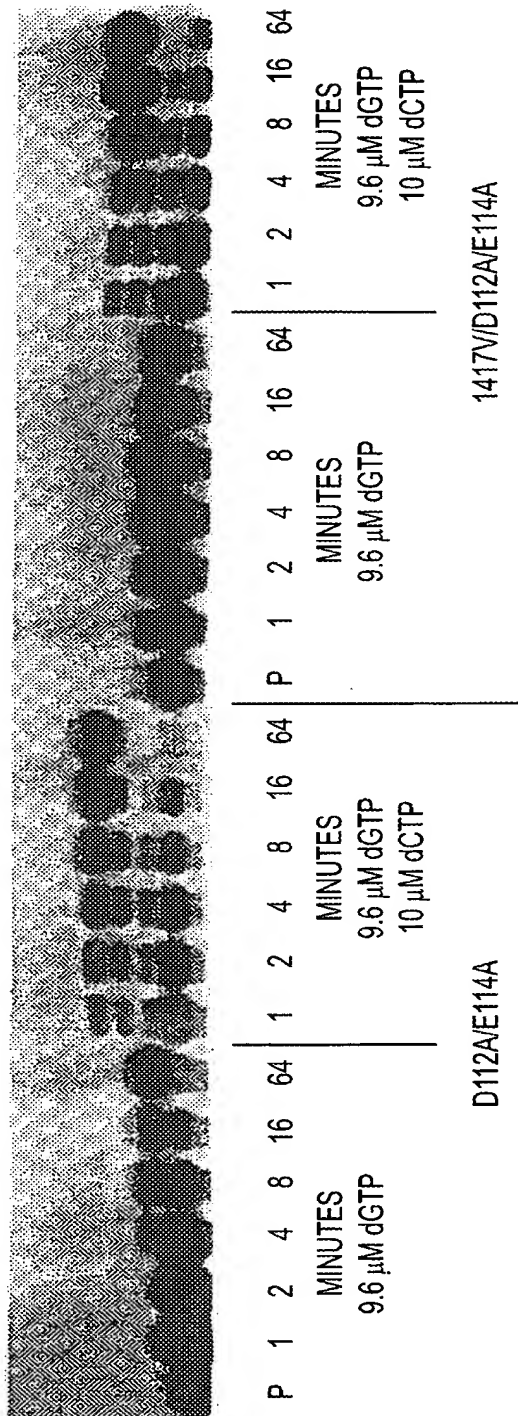 P 1 2 4 8 16 64 1 2 4 8 16 64 P 1 2 4 8 16 64 1 2 4 8 16 64
MINUTES MINUTES MINUTES MINUTES
9.6 µM dGTP 9.6 µM dGTP 9.6 µM dGTP 9.6 µM dGTP
10 µM dCTP 10 µM dCTP
D112A/E114A 1417V/D112A/E114A